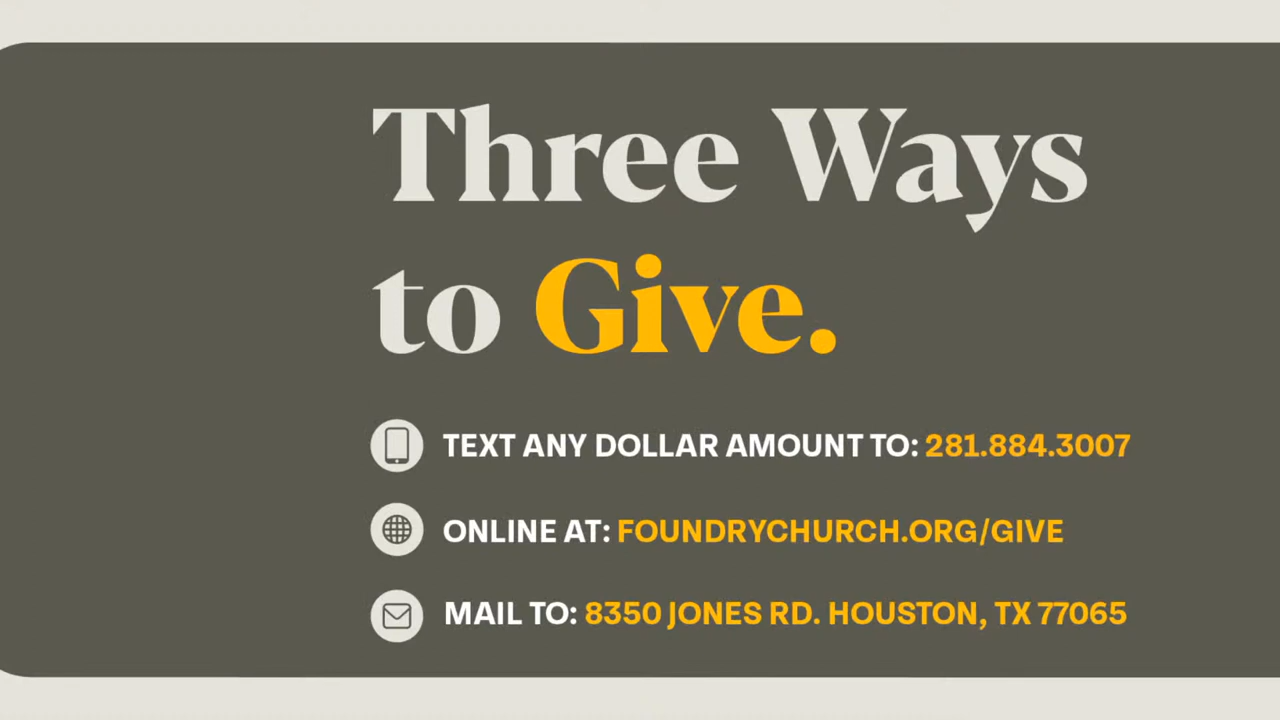 Three Ways
to Give.
TEXT ANY DOLLAR AMOUNT TO: 281.884.3007
ONLINE AT: FOUNDRYCHURCH.ORG/GIVE
MAIL TO: 8350 JONES RD. HOUSTON, TX 77065